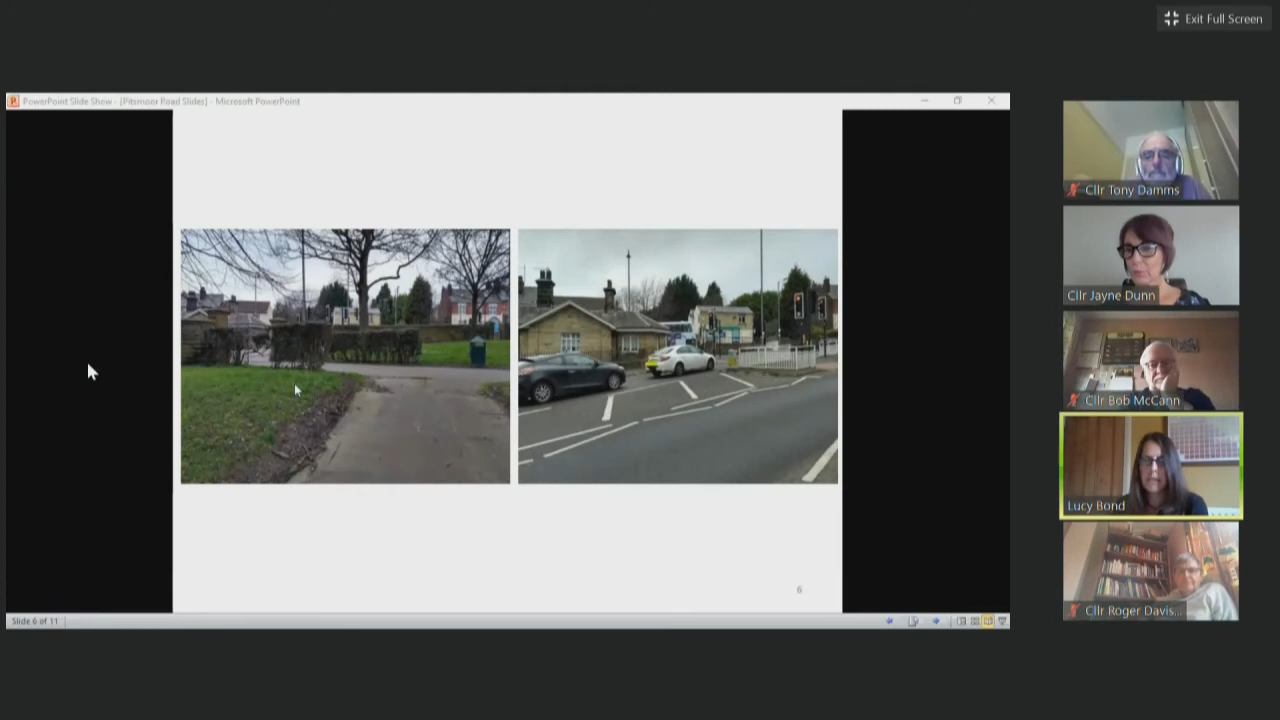 Exit Full Screen
PowerPoint Slide Show - [Pitsmoor Road Slides] - Microsoft PowerPoint
Cllr Tony Damms
Cllr Jayne Dunn
Cllr Bob McCann
Lucy Bond
Cllr Roger Davis...
6
Slide 6 of 11